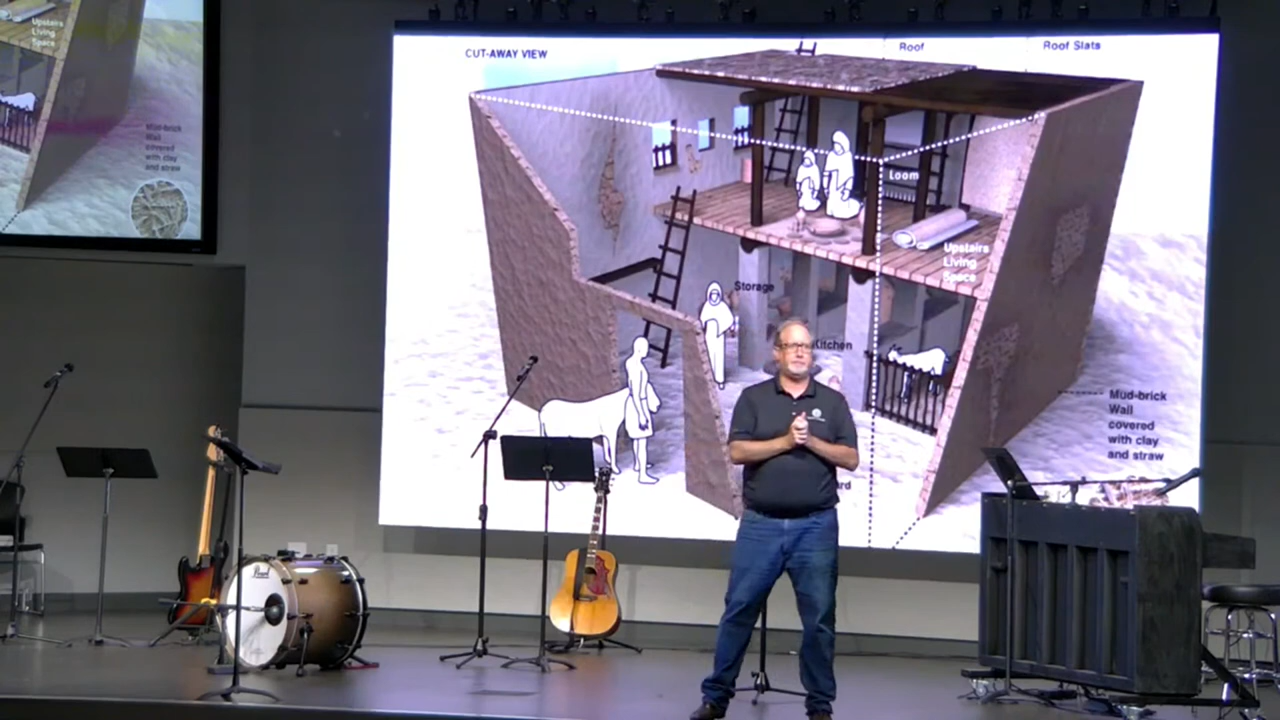 Upstairs
Living
Space
Mud-brick
Wall
covered
with clay
and straw
CUT-AWAY VIEW
Roof
Roof Slats
Loom
Upstairs
Living
Space
Storage
Kitchen
Mud-brick
Wall
covered
with clay
and straw
Pearl